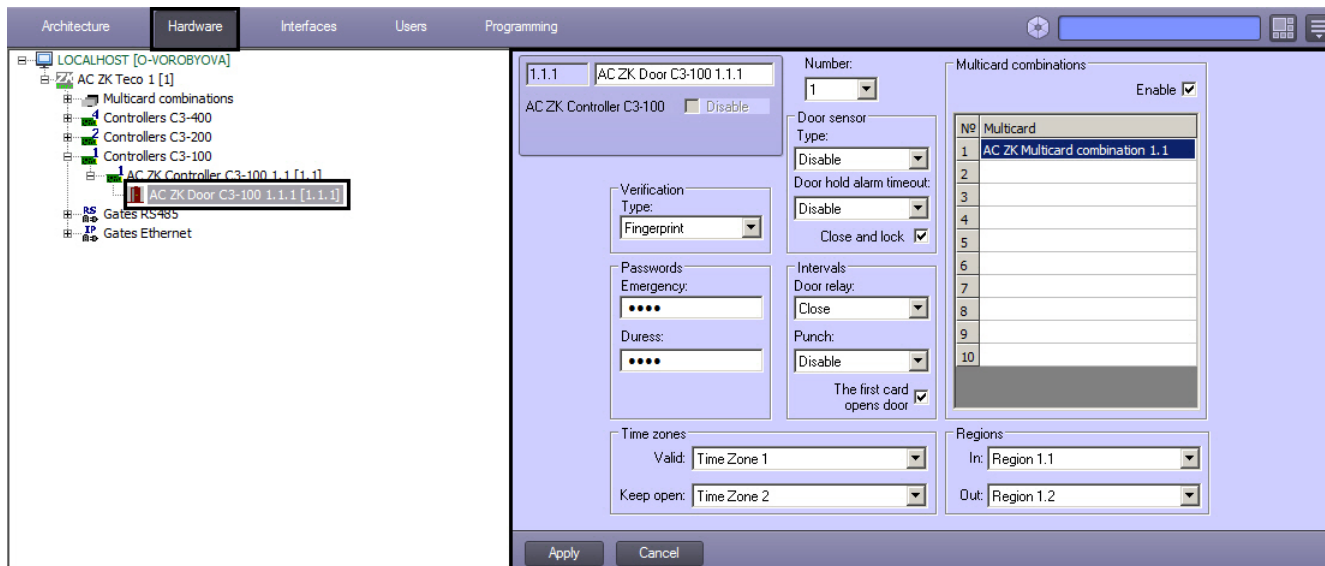 Architecture Hardware Interfaces Users Programming
LOCALHOST [O-VOROBYOVA]
AC ZK Teco 1 [1]
Multicard combinations
4 Controllers C3-400
2 Controllers C3-200
1 Controllers C3-100
1 AC ZK Controller C3-100 1.1 [1.1]
AC ZK Door C3-100 1.1.1 [1.1.1]
RS Gates RS485
IP Gates Ethernet
1.1.1 AC ZK Door C3-100 1.1.1
AC ZK Controller C3-100 Disable
Number:
1
Door sensor
Type:
Disable
Door hold alarm timeout:
Disable
Close and lock
Verification
Type:
Fingerprint
Passwords
Emergency:
••••
Duress:
••••
Intervals
Door relay:
Close
Punch:
Disable
The first card
opens door
Multicard combinations
Enable
№ Multicard
1 AC ZK Multicard combination 1.1
2
3
4
5
6
7
8
9
10
Time zones
Valid: Time Zone 1
Keep open: Time Zone 2
Regions
In: Region 1.1
Out: Region 1.2
Apply Cancel